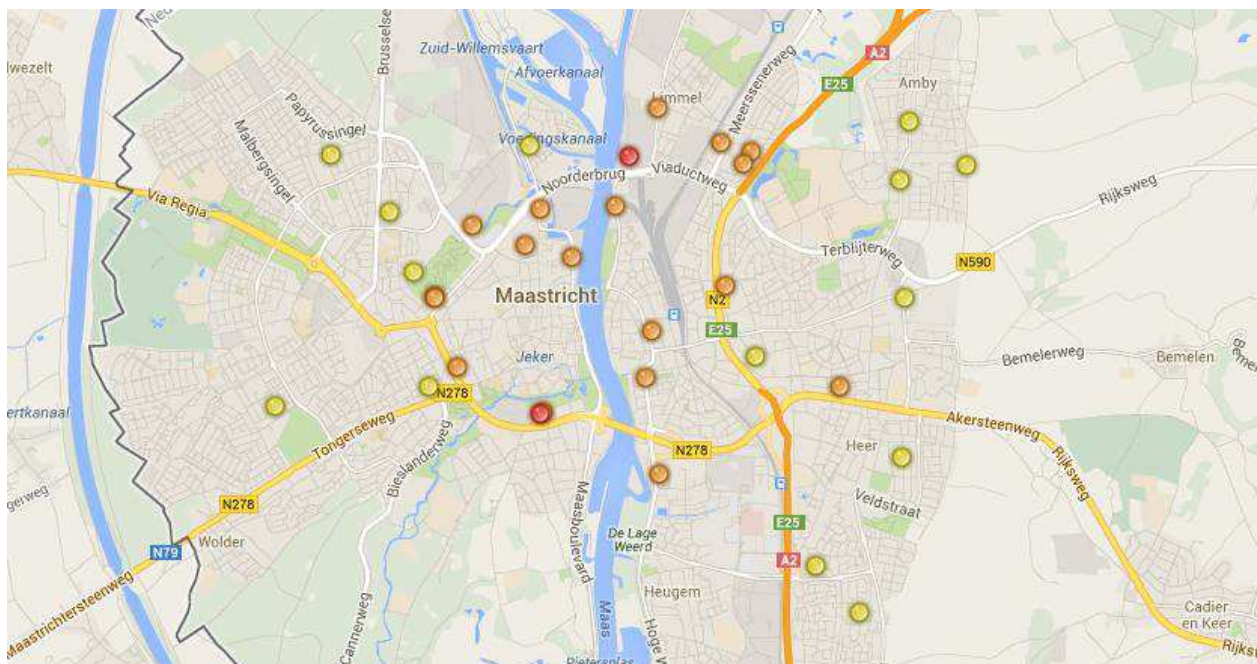 Zuid-Willemsvaart
Brusselse
Afvoerkanaal
Limmel
Meerssenerweg
A2
E25
Amby
lwezelt
Papyrussingel
Malbergsingel
Voedingskanaal
Noorderbrug
Viaductweg
Via Regia
Rijksweg
Terblijterweg
N590
Maastricht
N2
E25
Jeker
Bemelerweg
Bemelen
N278
ertkanaal
Tongerseweg
Bieslanderweg
Akersteenweg
Heer
N278
Rijksweg
N278
Veldstraat
Maasboulevard
De Lage
Weerd
E25
Wolder
N79
A2
Heugem
Maastrichtersteenweg
Cannerweg
Maas
Hoge W
Cadier
en Keer
Pietersplas
Rijks